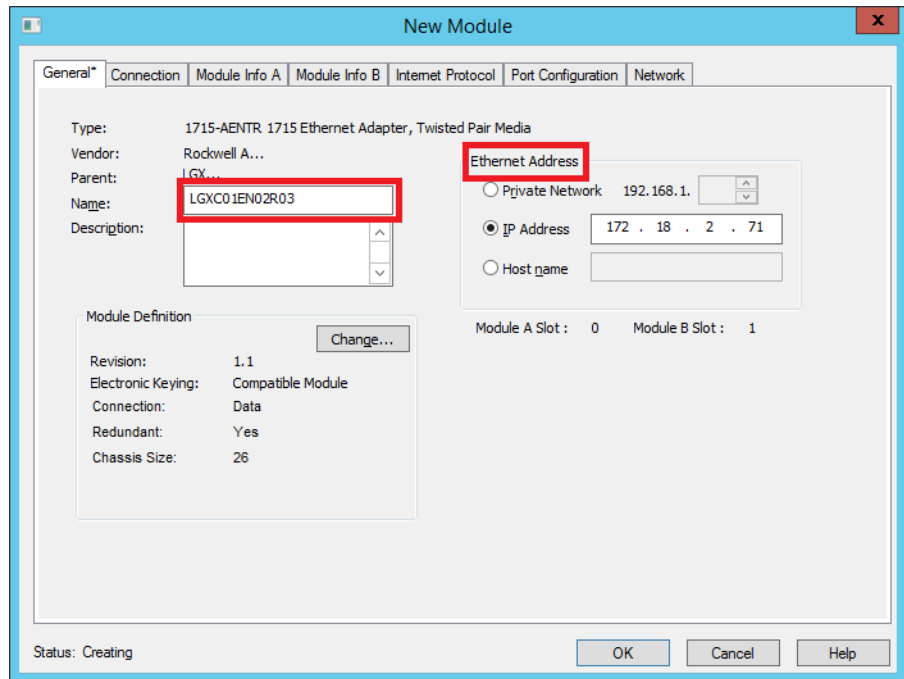 New Module
x
General* Connection Module Info A Module Info B Internet Protocol Port Configuration Network
Type: 1715-AENTR 1715 Ethernet Adapter, Twisted Pair Media
Vendor: Rockwell A...
Parent: LGX...
Name: LGXC01EN02R03
Description:
Ethernet Address
Private Network 192.168.1.
IP Address 172 . 18 . 2 . 71
Host name
Module A Slot : 0 Module B Slot : 1
Module Definition
Change...
Revision: 1.1
Electronic Keying: Compatible Module
Connection: Data
Redundant: Yes
Chassis Size: 26
Status: Creating
OK Cancel Help